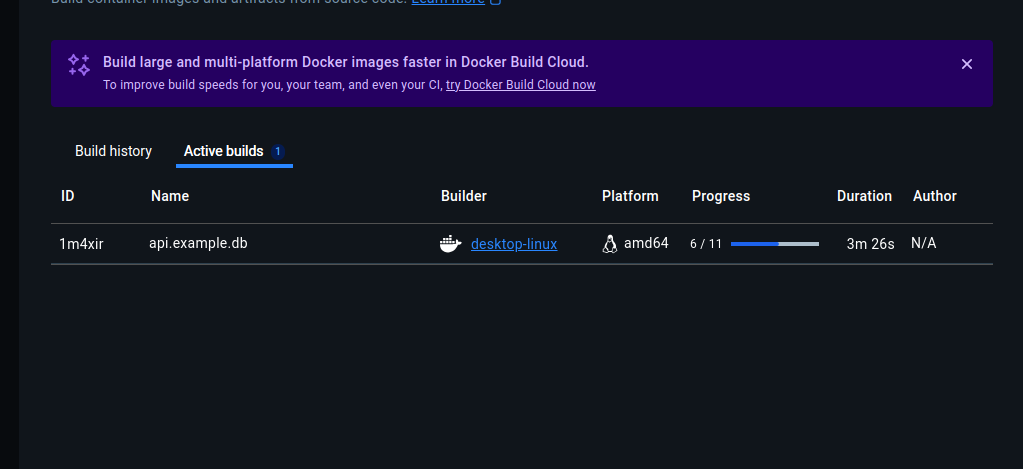 Build container images and artifacts from source code. Learn more
Build large and multi-platform Docker images faster in Docker Build Cloud.
To improve build speeds for you, your team, and even your CI, try Docker Build Cloud now
Build history Active builds 1
ID Name Builder Platform Progress Duration Author
1m4xir api.example.db desktop-linux amd64 6 / 11 3m 26s N/A